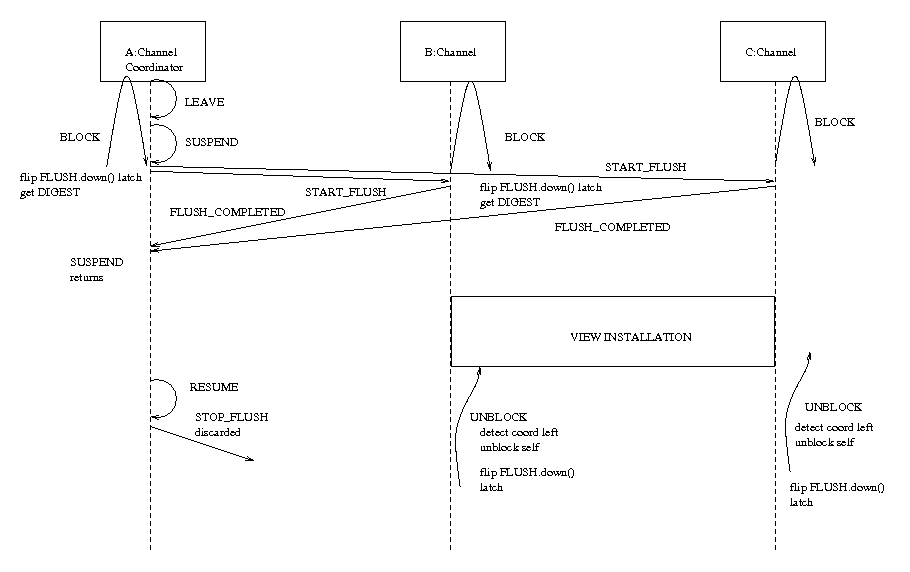 A:Channel
Coordinator
B:Channel
C:Channel
LEAVE
BLOCK
SUSPEND
BLOCK
BLOCK
flip FLUSH.down() latch
get DIGEST
START_FLUSH
START_FLUSH
flip FLUSH.down() latch
get DIGEST
FLUSH_COMPLETED
FLUSH_COMPLETED
SUSPEND
returns
VIEW INSTALLATION
RESUME
STOP_FLUSH
discarded
UNBLOCK
detect coord left
unblock self
flip FLUSH.down()
latch
UNBLOCK
detect coord left
unblock self
flip FLUSH.down()
latch